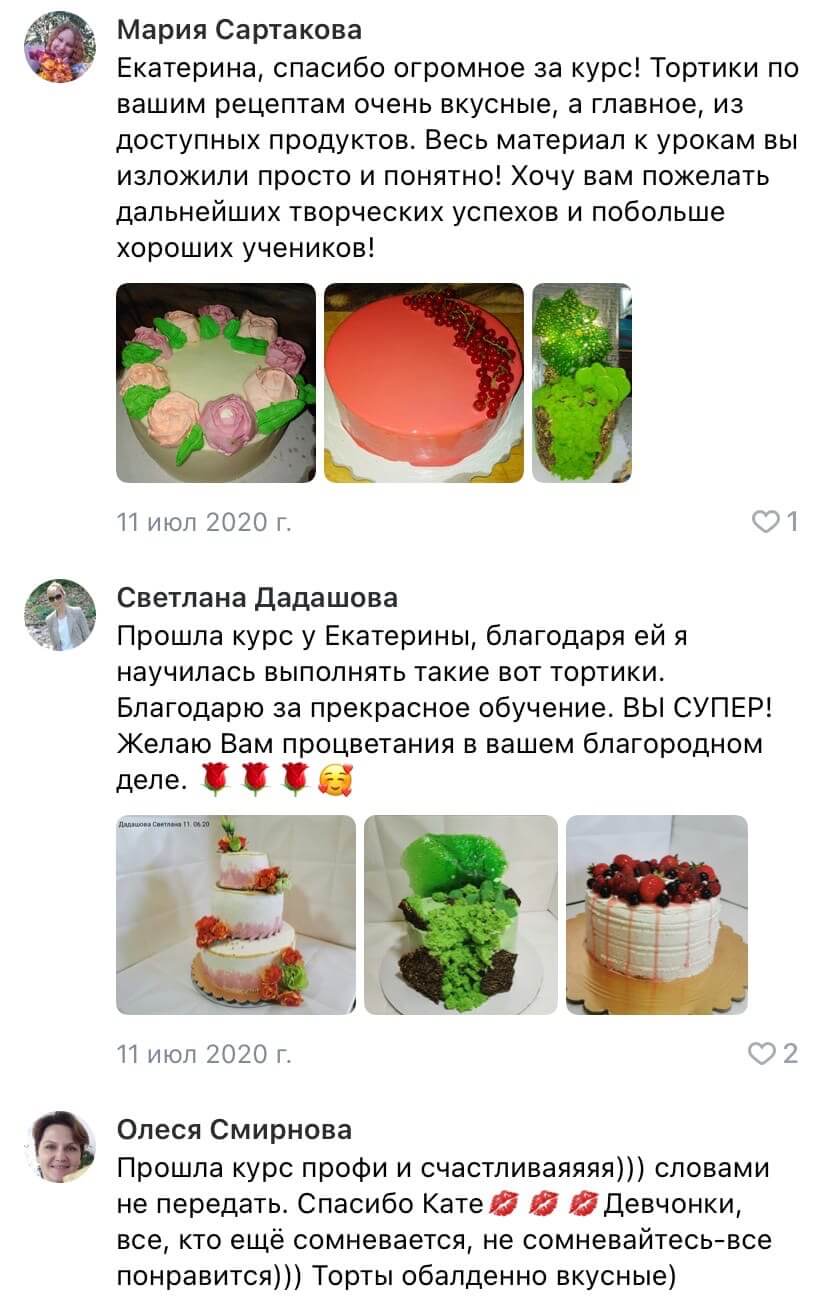 Мария Сартакова
Екатерина, спасибо огромное за курс! Тортики по
вашим рецептам очень вкусные, а главное, из
доступных продуктов. Весь материал к урокам вы
изложили просто и понятно! Хочу вам пожелать
дальнейших творческих успехов и побольше
хороших учеников!
11 июл 2020 г.
1
Светлана Дадашова
Прошла курс у Екатерины, благодаря ей я
научилась выполнять такие вот тортики.
Благодарю за прекрасное обучение. ВЫ СУПЕР!
Желаю Вам процветания в вашем благородном
деле. 🌹🌹🌹🥰
Дадашова Светлана 11. 06.20
11 июл 2020 г.
2
Олеся Смирнова
Прошла курс профи и счастливаяяяя))) словами
не передать. Спасибо Кате💋💋💋Девчонки,
все, кто ещё сомневается, не сомневайтесь-все
понравится))) Торты обалденно вкусные)